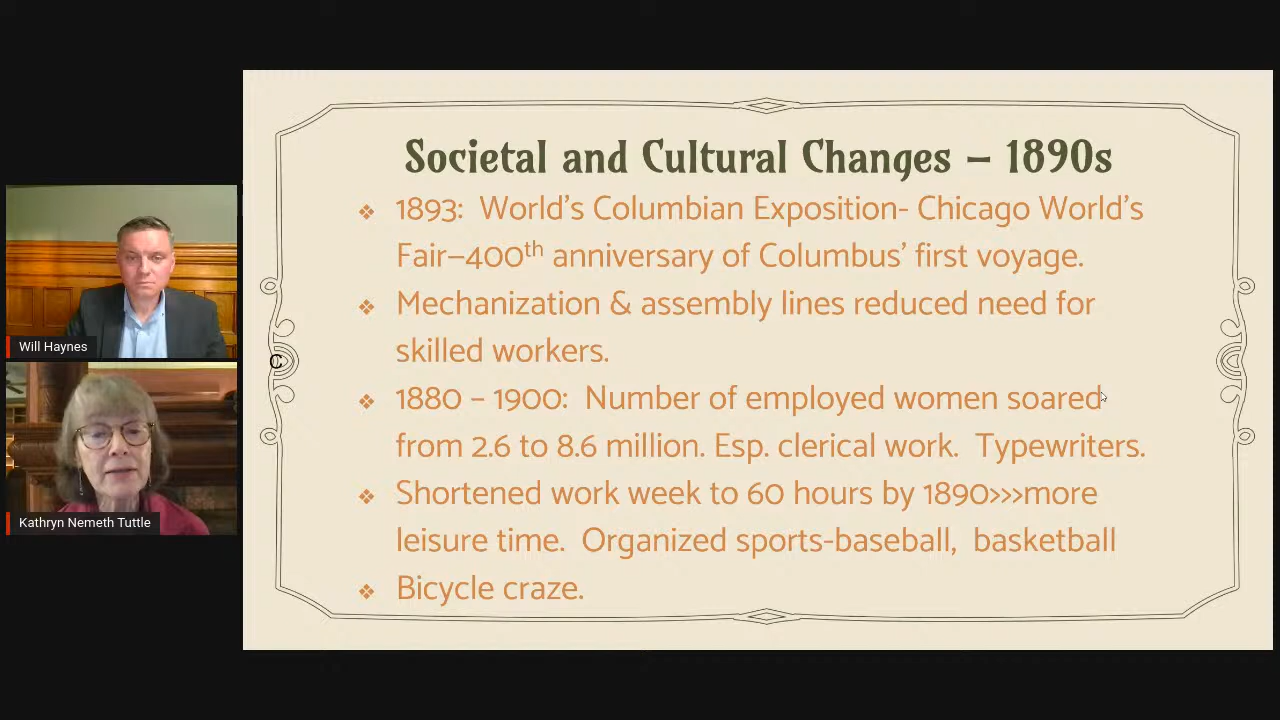 Societal and Cultural Changes – 1890s
❖ 1893: World's Columbian Exposition- Chicago World's
Fair–400th anniversary of Columbus' first voyage.
❖ Mechanization & assembly lines reduced need for
skilled workers.
❖ 1880 – 1900: Number of employed women soared
from 2.6 to 8.6 million. Esp. clerical work. Typewriters.
❖ Shortened work week to 60 hours by 1890>>>more
leisure time. Organized sports-baseball, basketball
❖ Bicycle craze.
C
Will Haynes
Kathryn Nemeth Tuttle